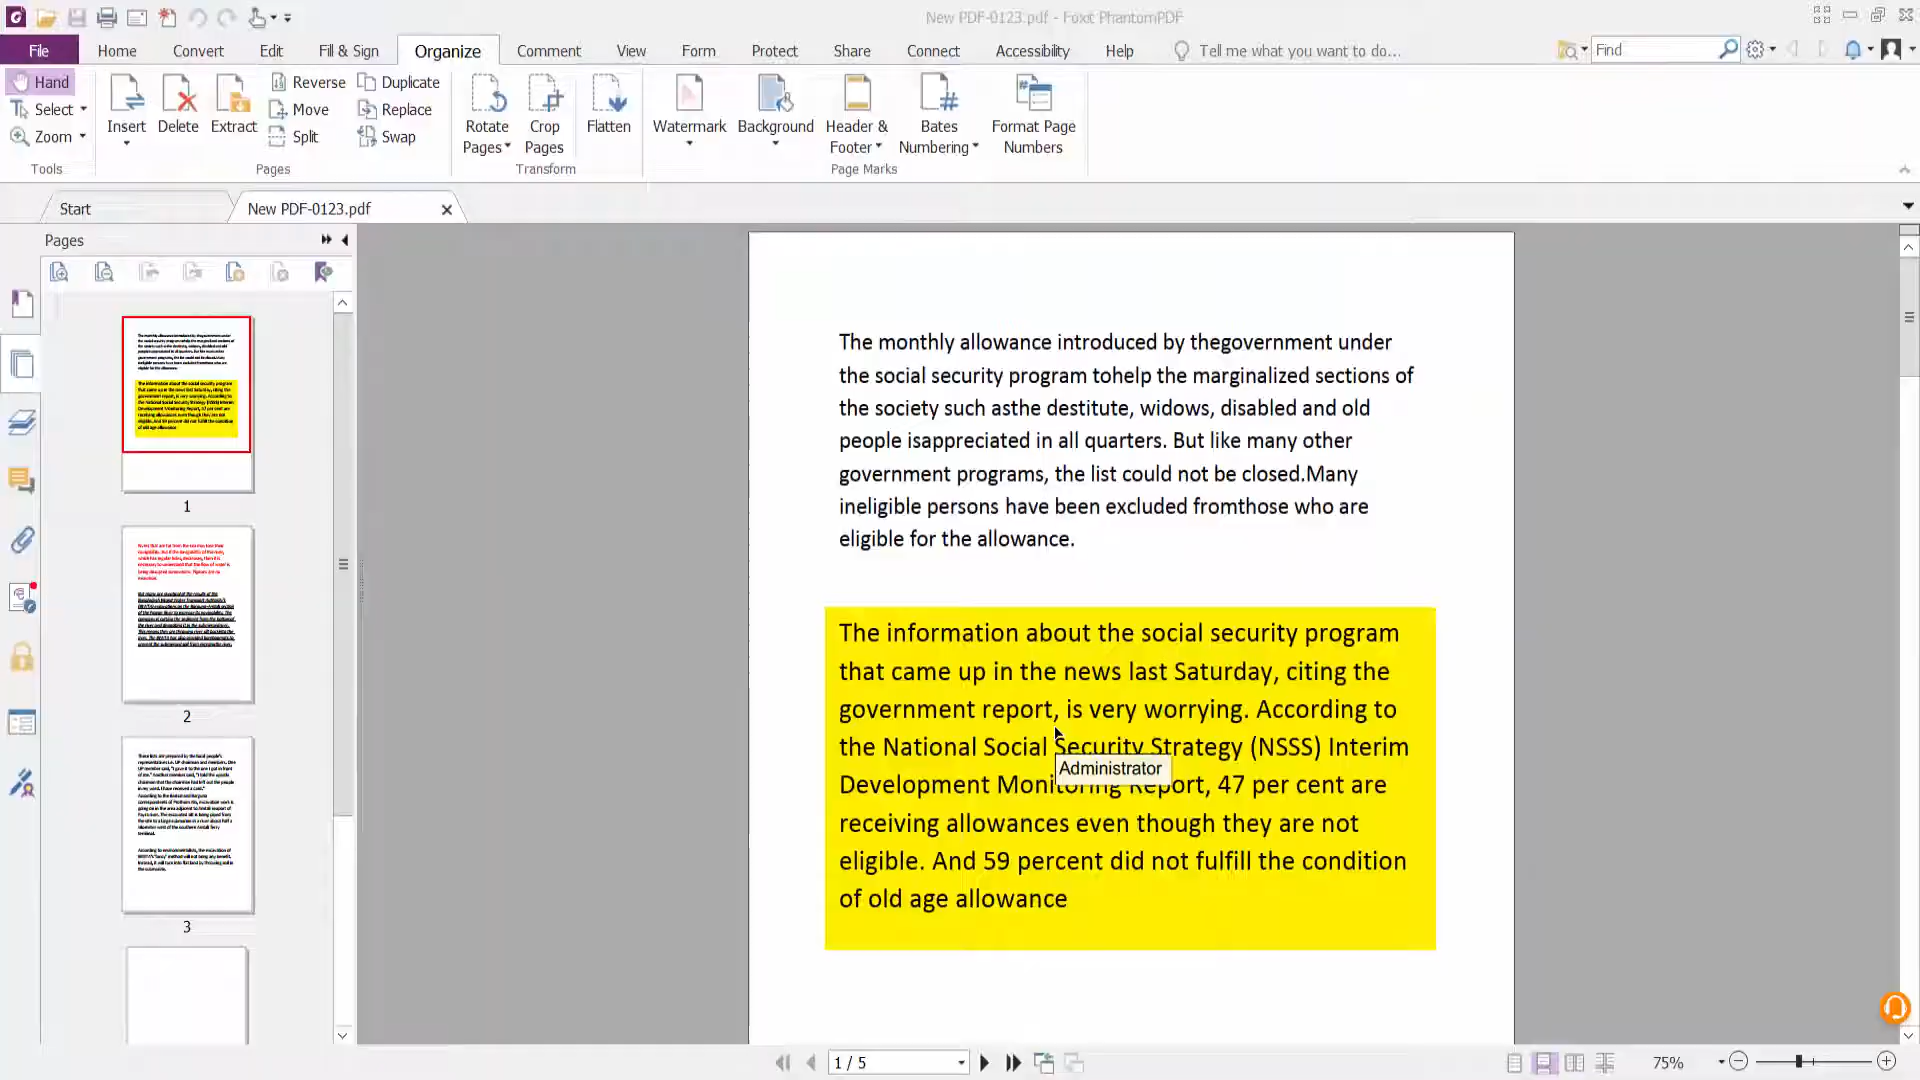 New PDF-0123.pdf - Foxit PhantomPDF
File Home Convert Edit Fill & Sign Organize Comment View Form Protect Share Connect Accessibility Help Tell me what you want to do... Find
Hand
Select
Zoom
Tools
Insert
Delete
Extract
Reverse
Move
Split
Duplicate
Replace
Swap
Pages
Rotate
Pages
Crop
Pages
Flatten
Transform
Watermark
Background
Header &
Footer
Bates
Numbering
Format Page
Numbers
Page Marks
Start
New PDF-0123.pdf
Pages
1
2
3
The monthly allowance introduced by thegovernment under
the social security program tohelp the marginalized sections of
the society such asthe destitute, widows, disabled and old
people isappreciated in all quarters. But like many other
government programs, the list could not be closed.Many
ineligible persons have been excluded fromthose who are
eligible for the allowance.
The information about the social security program
that came up in the news last Saturday, citing the
government report, is very worrying. According to
the National Social Security Strategy (NSSS) Interim
Administrator
Development Monitoring Report, 47 per cent are
receiving allowances even though they are not
eligible. And 59 percent did not fulfill the condition
of old age allowance
1 / 5
75%